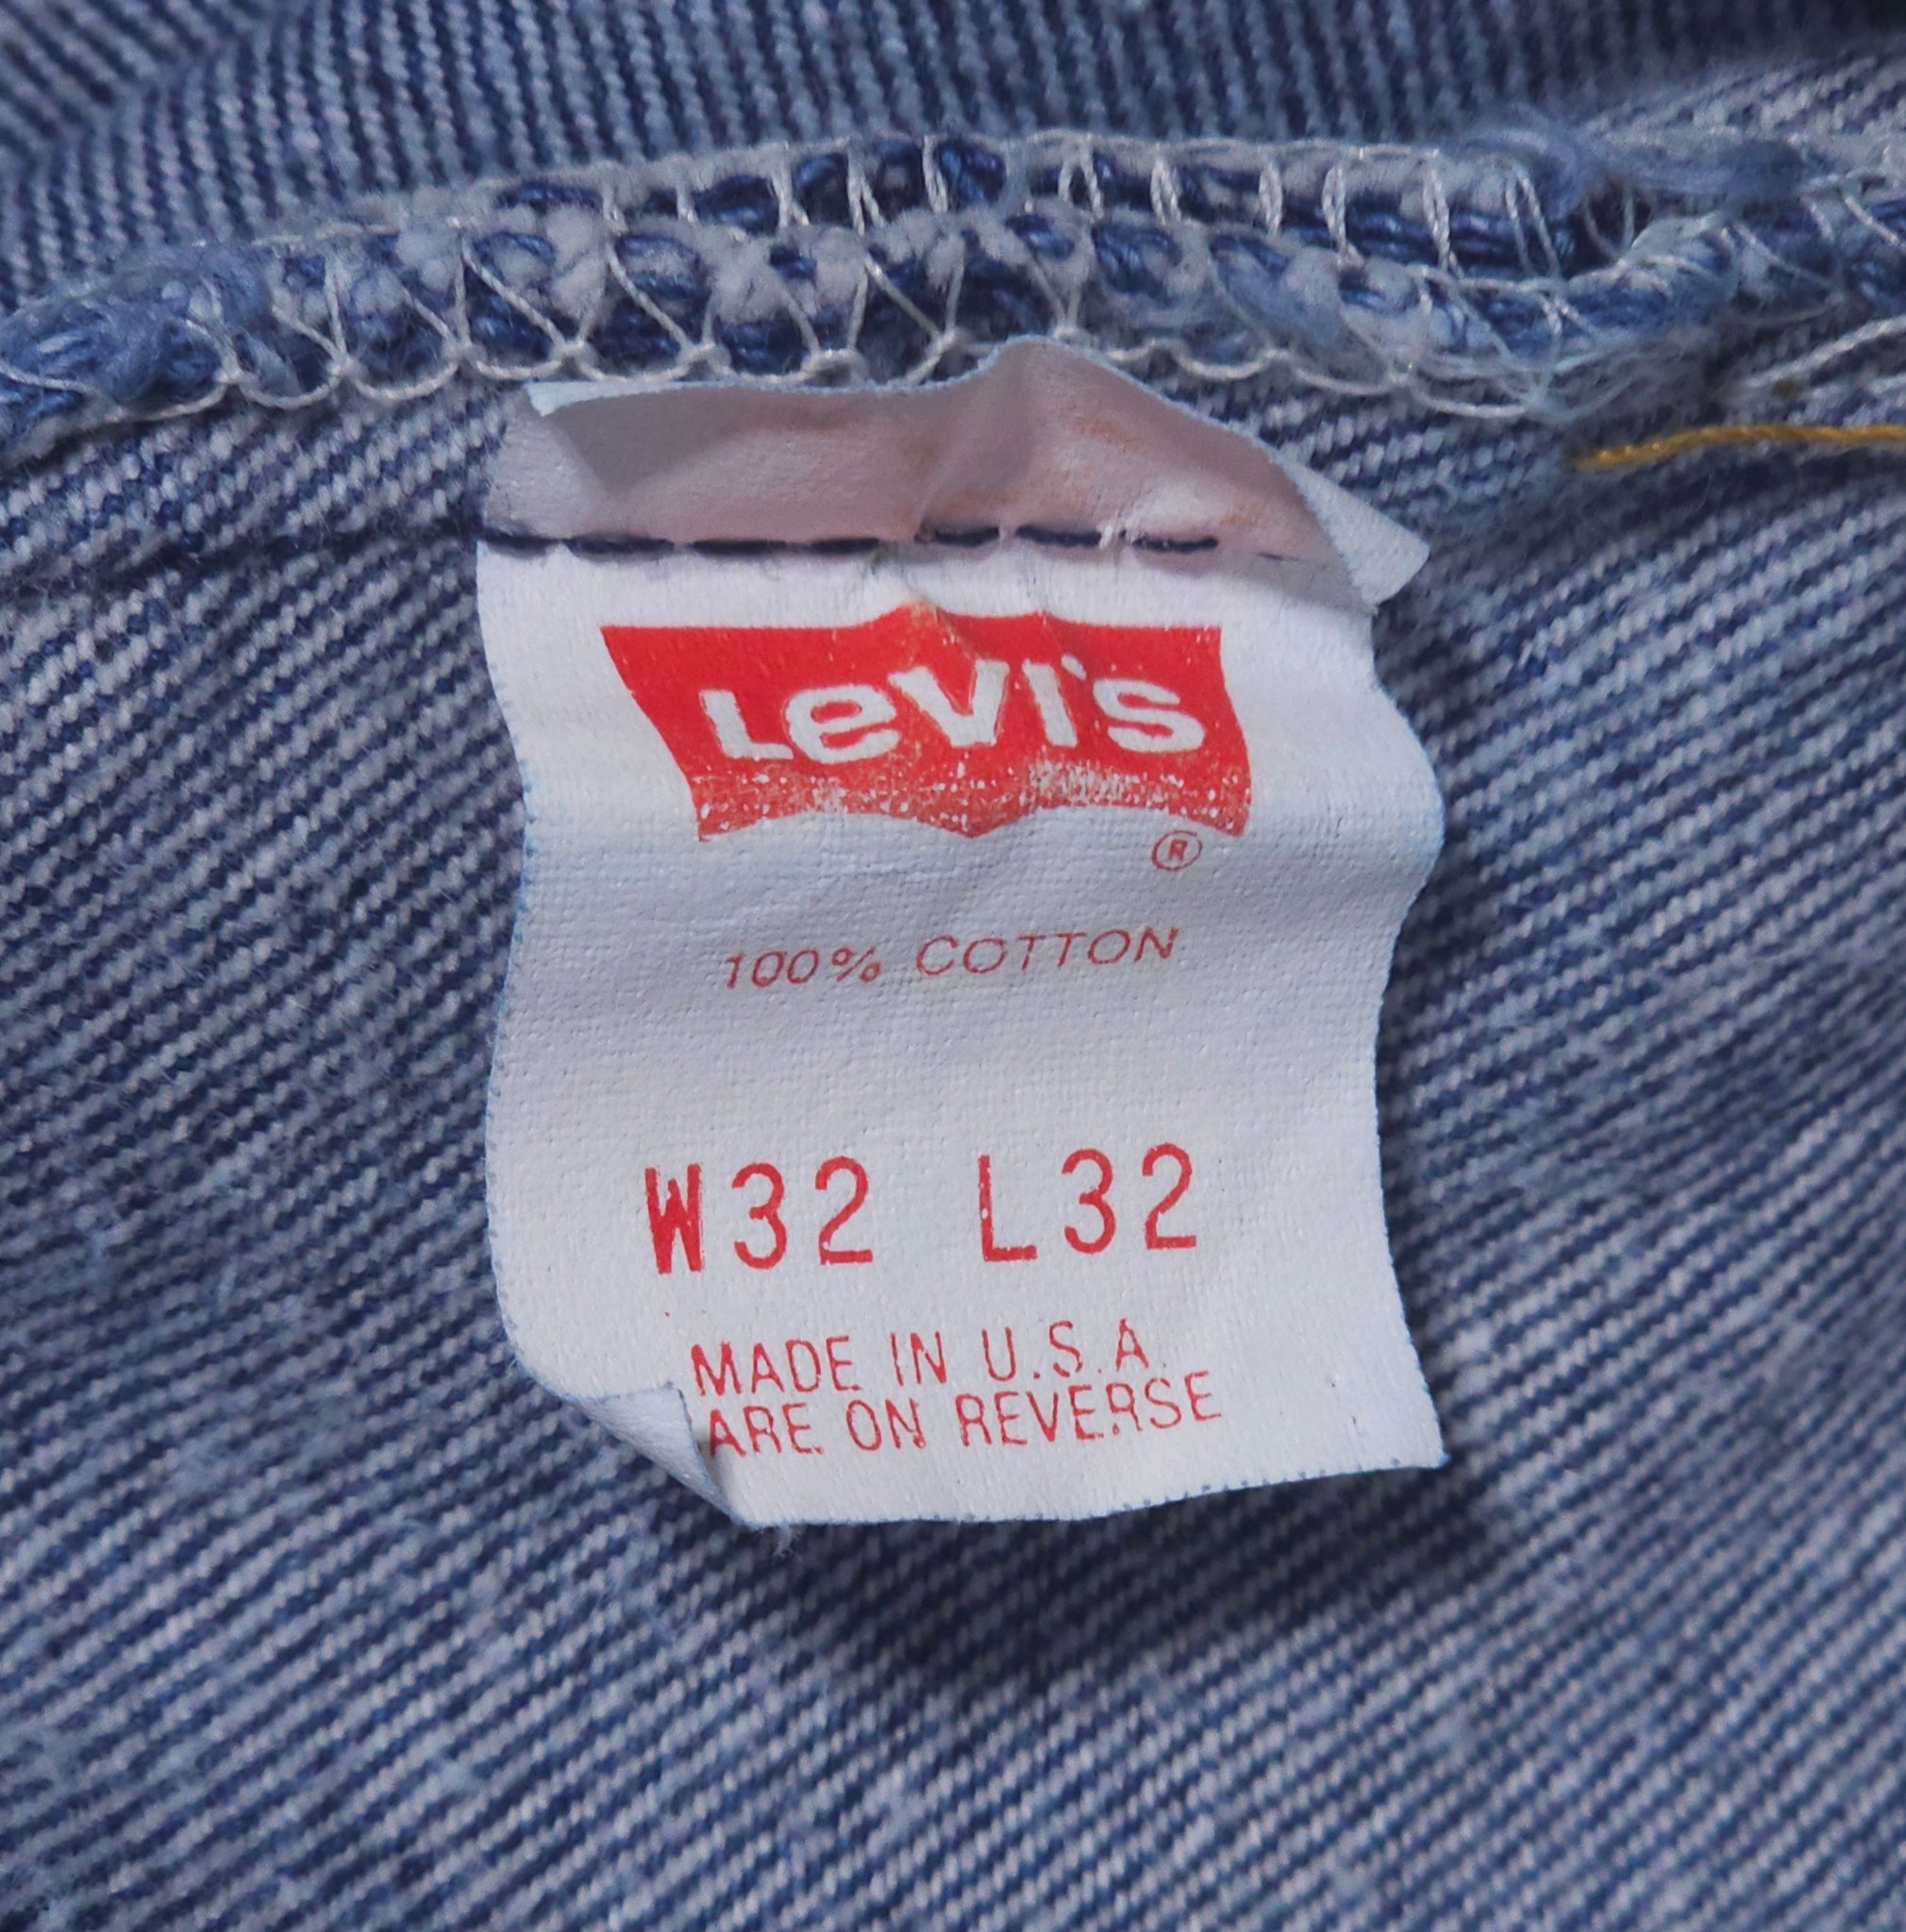 Levi's
®
100% COTTON
W32 L32
MADE IN U.S.A.
ARE ON REVERSE